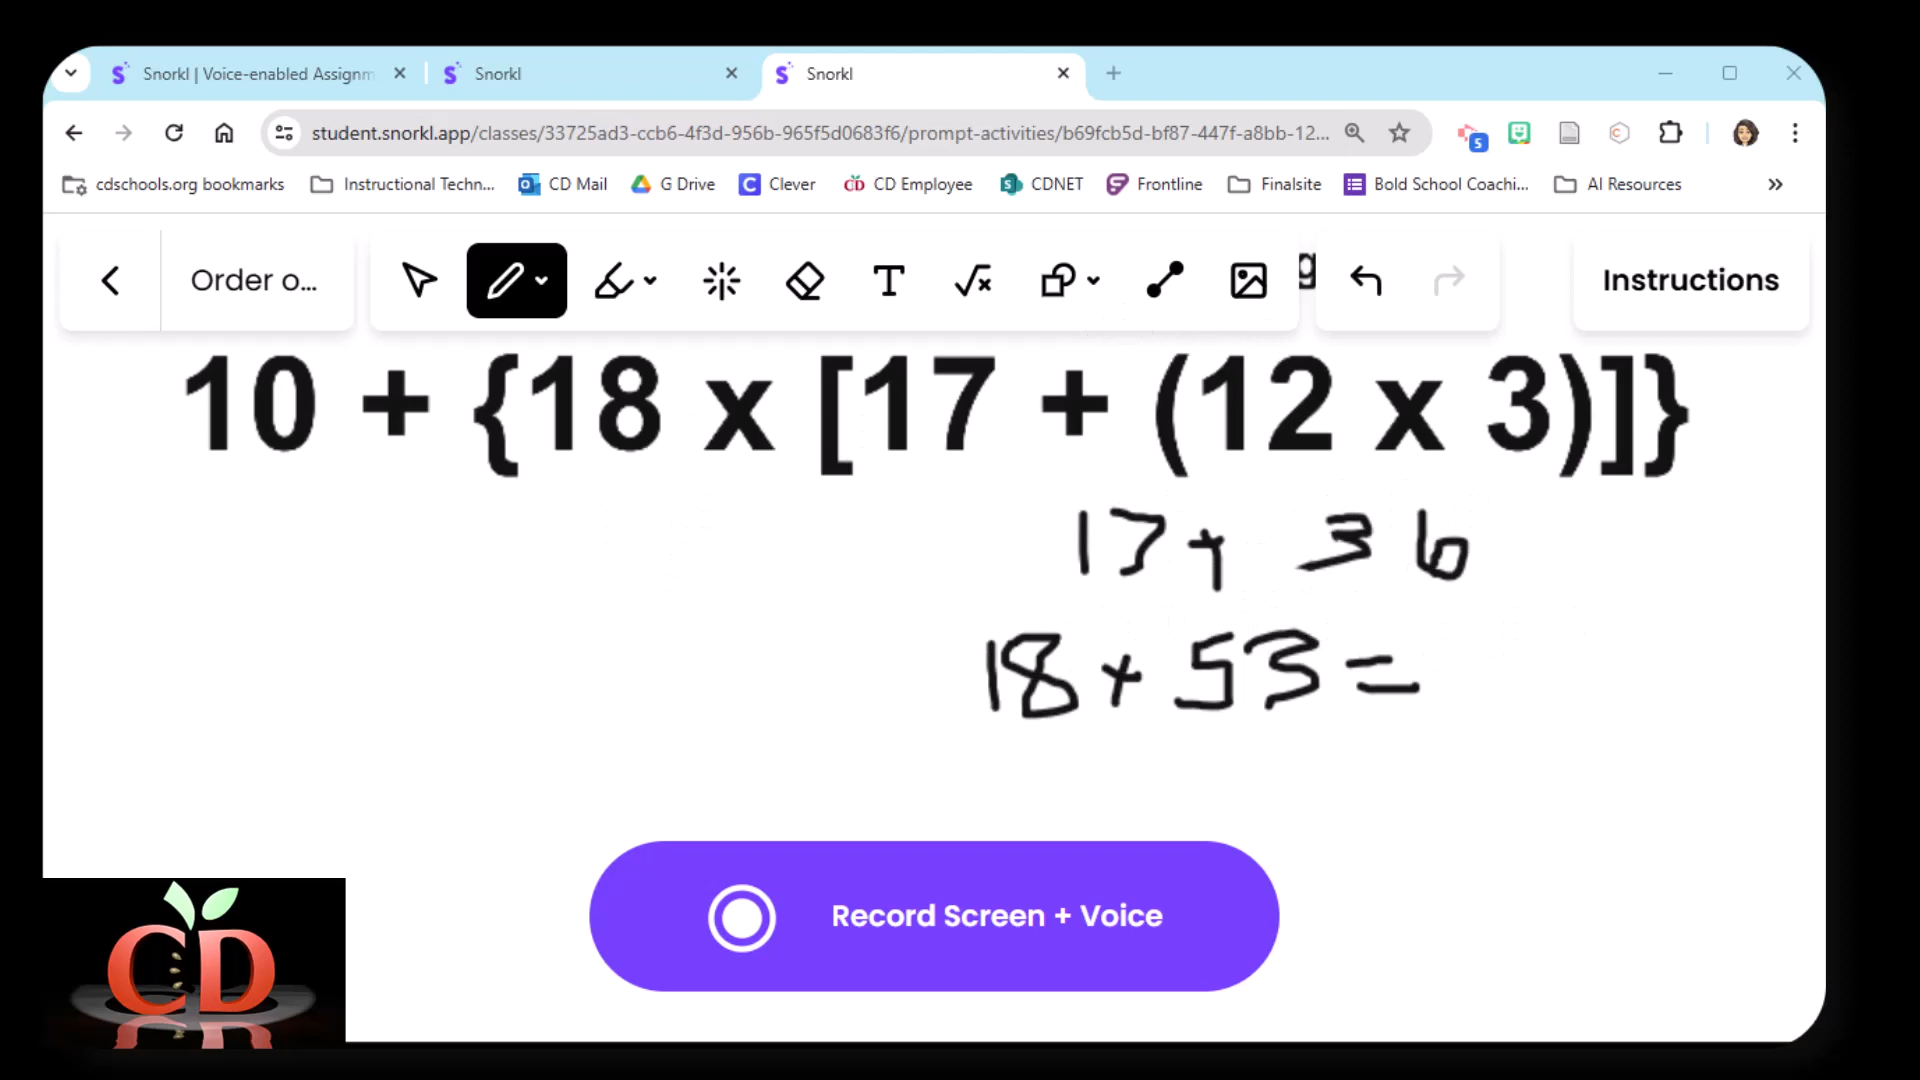 Snorkl | Voice-enabled Assignm
Snorkl
Snorkl
student.snorkl.app/classes/33725ad3-ccb6-4f3d-956b-965f5d0683f6/prompt-activities/b69fcb5d-bf87-447f-a8bb-12...
S
cdschools.org bookmarks
Instructional Techn...
CD Mail
G Drive
Clever
CD Employee
CDNET
Frontline
Finalsite
Bold School Coachi...
AI Resources
Order o...
T
g
Instructions
10 + {18 x [17 + (12 x 3)]}
17+ 36
18 + 53 =
Record Screen + Voice
CD